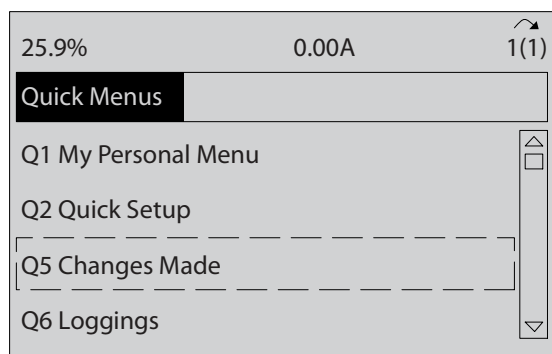 25.9% 0.00A 1(1)
Quick Menus
Q1 My Personal Menu
Q2 Quick Setup
Q5 Changes Made
Q6 Loggings